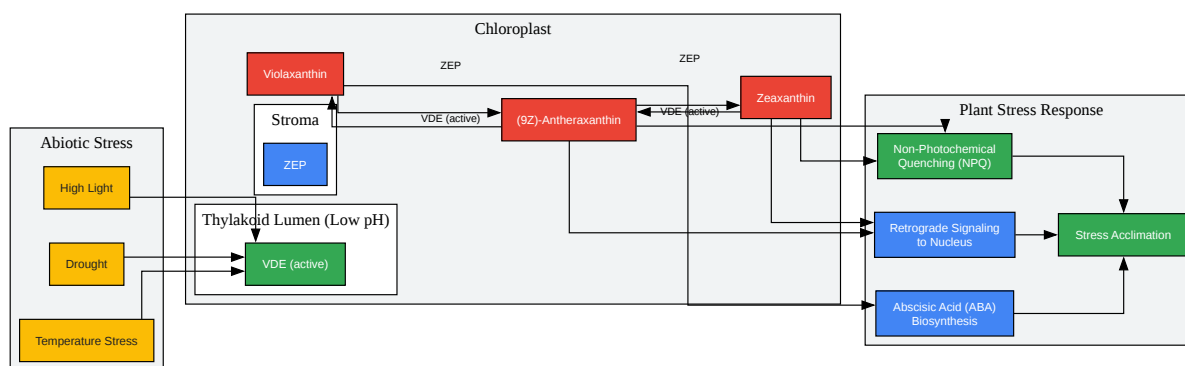 Chloroplast
Violaxanthin
ZEP
ZEP
Zeaxanthin
(9Z)-Antheraxanthin
VDE (active)
VDE (active)
Stroma
ZEP
Thylakoid Lumen (Low pH)
VDE (active)
Abiotic Stress
High Light
Drought
Temperature Stress
Plant Stress Response
Non-Photochemical
Quenching (NPQ)
Retrograde Signaling
to Nucleus
Stress Acclimation
Abscisic Acid (ABA)
Biosynthesis